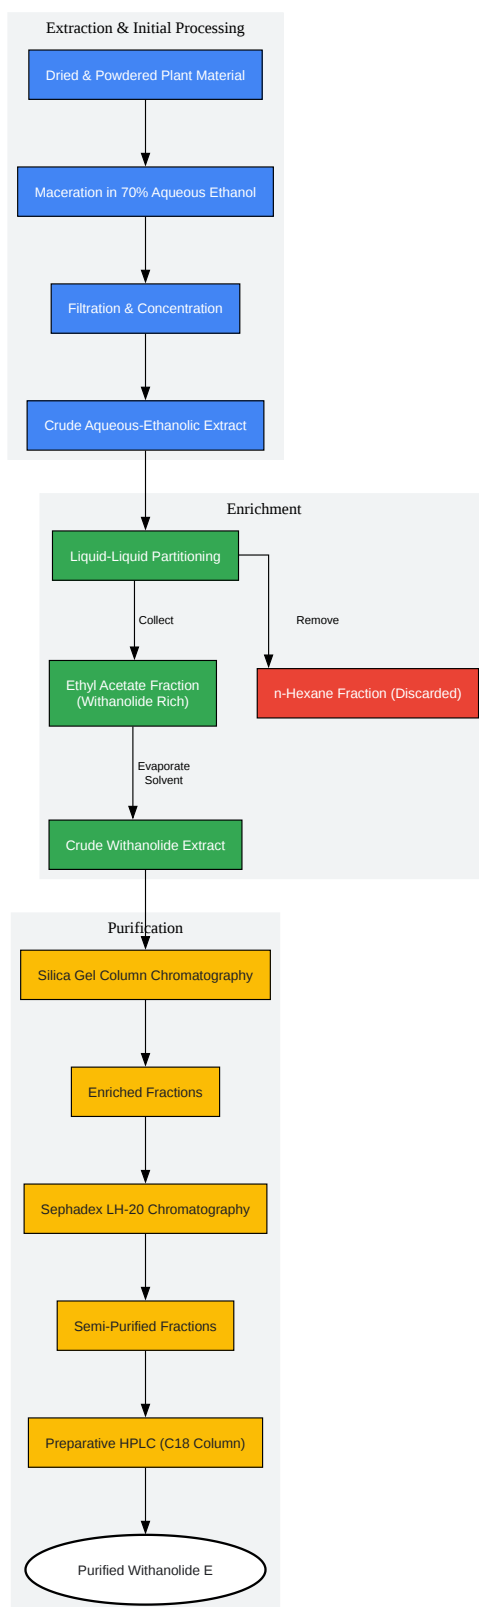 Extraction & Initial Processing
Dried & Powdered Plant Material
Maceration in 70% Aqueous Ethanol
Filtration & Concentration
Crude Aqueous-Ethanolic Extract
Enrichment
Liquid-Liquid Partitioning
Collect
Remove
Ethyl Acetate Fraction
(Withanolide Rich)
n-Hexane Fraction (Discarded)
Evaporate
Solvent
Crude Withanolide Extract
Purification
Silica Gel Column Chromatography
Enriched Fractions
Sephadex LH-20 Chromatography
Semi-Purified Fractions
Preparative HPLC (C18 Column)
Purified Withanolide E